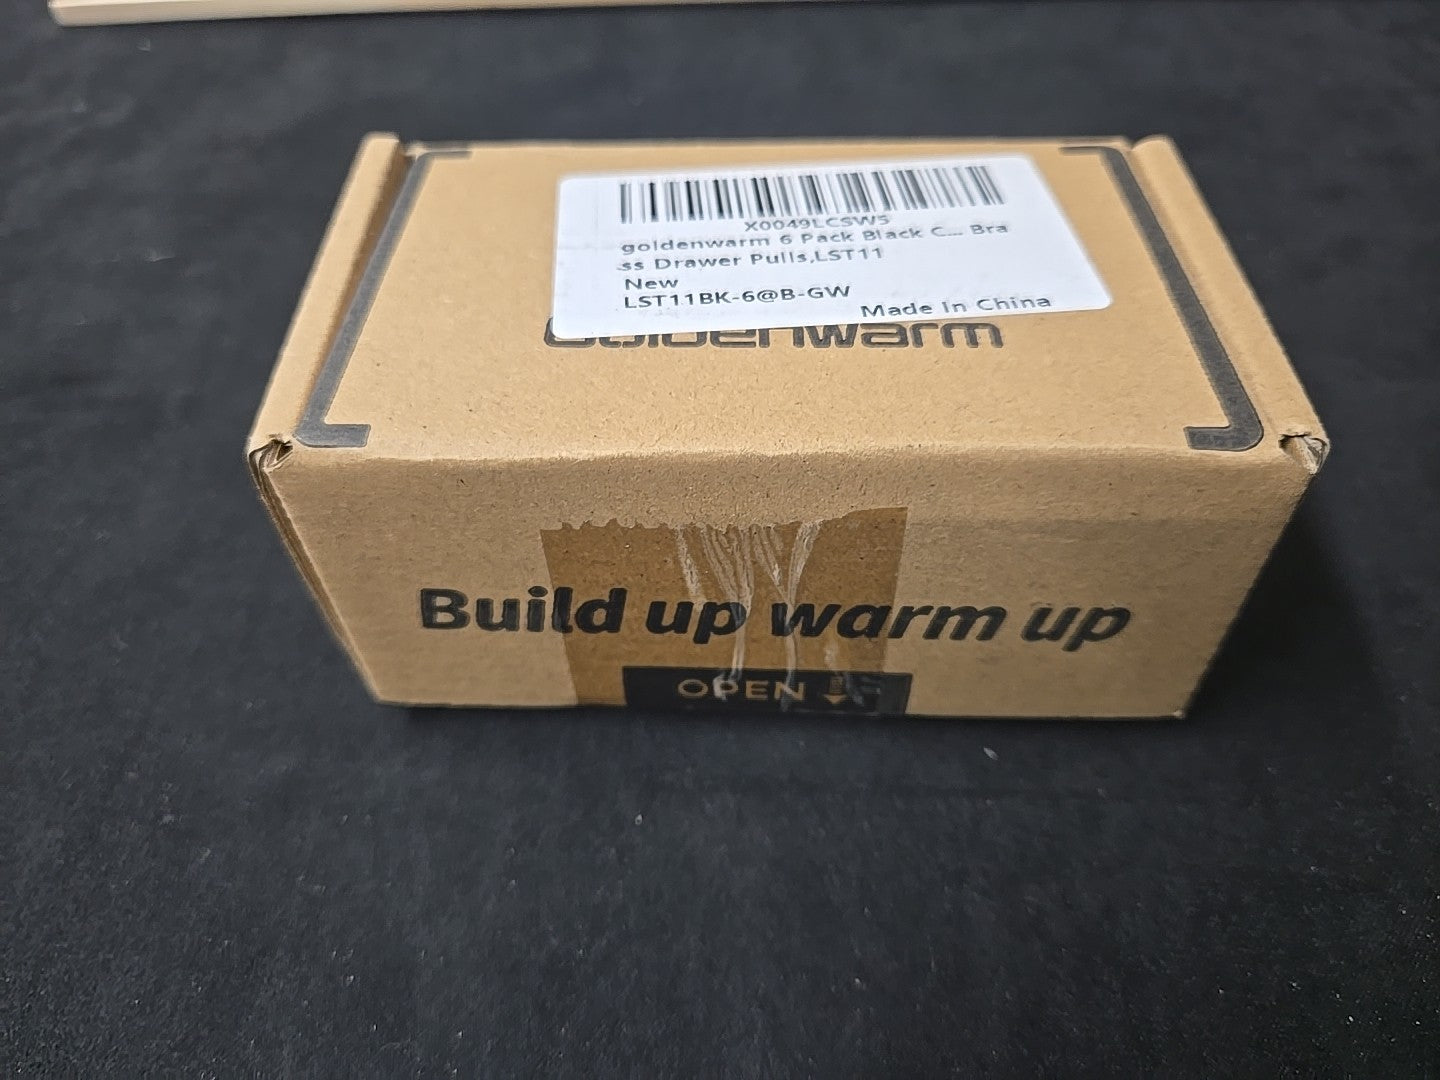 X0049LCSW5
goldenwarm 6 Pack Black C... Bra
ss Drawer Pulls,LST11
New
LST11BK-6@B-GW
Made In China
Goldenwarm
Build up warm up
OPEN